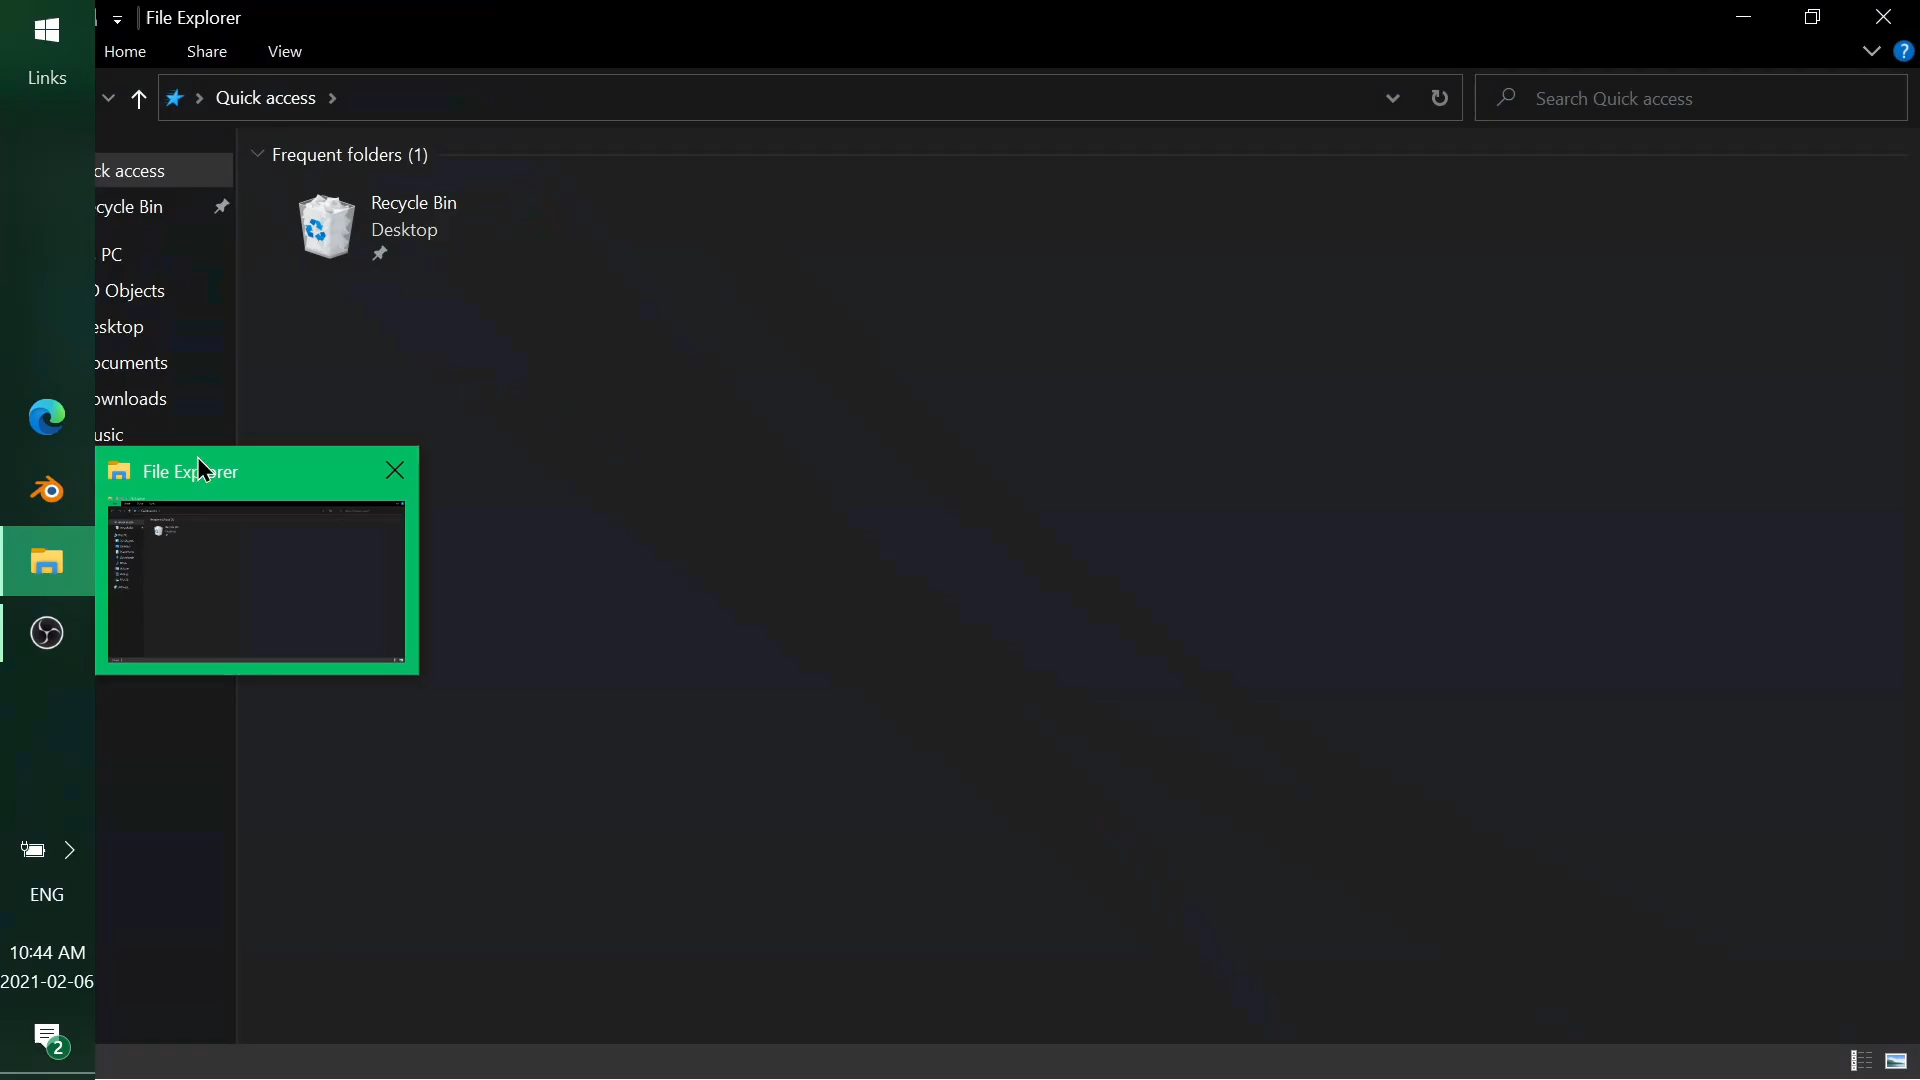 File Explorer
Links
Home Share View
Quick access
Search Quick access
Frequent folders (1)
ck access
Recycle Bin
Desktop
cycle Bin
PC
Objects
esktop
ocuments
ownloads
usic
File Explorer
ENG
10:44 AM
2021-02-06
2